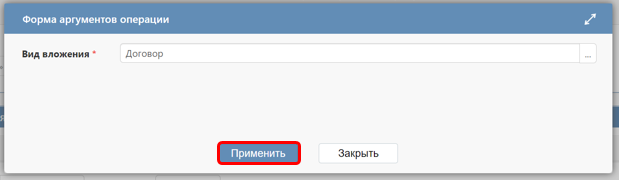 Форма аргументов операции
Вид вложения * Договор ...
Применить Закрыть